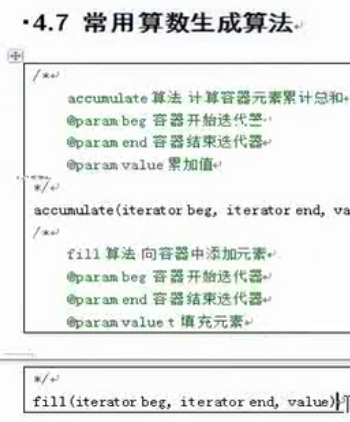 ·4.7 常用算数生成算法
/*
accumulate 算法 计算容器元素累计总和
@param beg 容器开始迭代器
@param end 容器结束迭代器
@param value 累加值
*/
accumulate(iterator beg, iterator end, va
/*
fill 算法 向容器中添加元素
@param beg 容器开始迭代器
@param end 容器结束迭代器
@param value t 填充元素
*/
fill(iterator beg, iterator end, value)